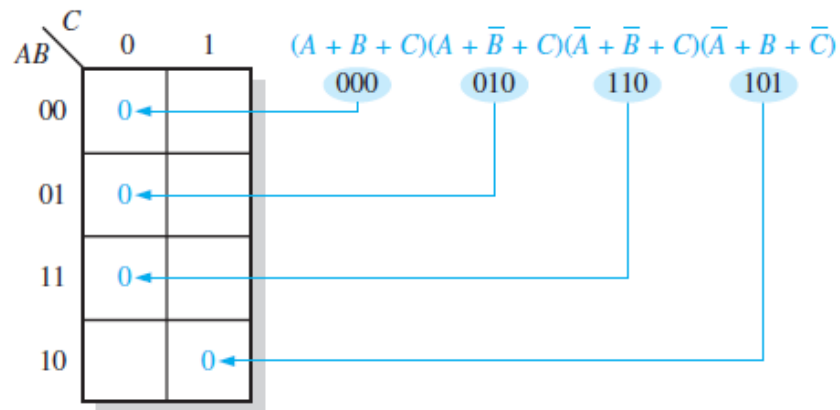 C
AB 0 1 (A + B + C)(A + B̅ + C)(A̅ + B̅ + C)(A̅ + B + C̅)
000 010 110 101
00 0
01 0
11 0
10 0